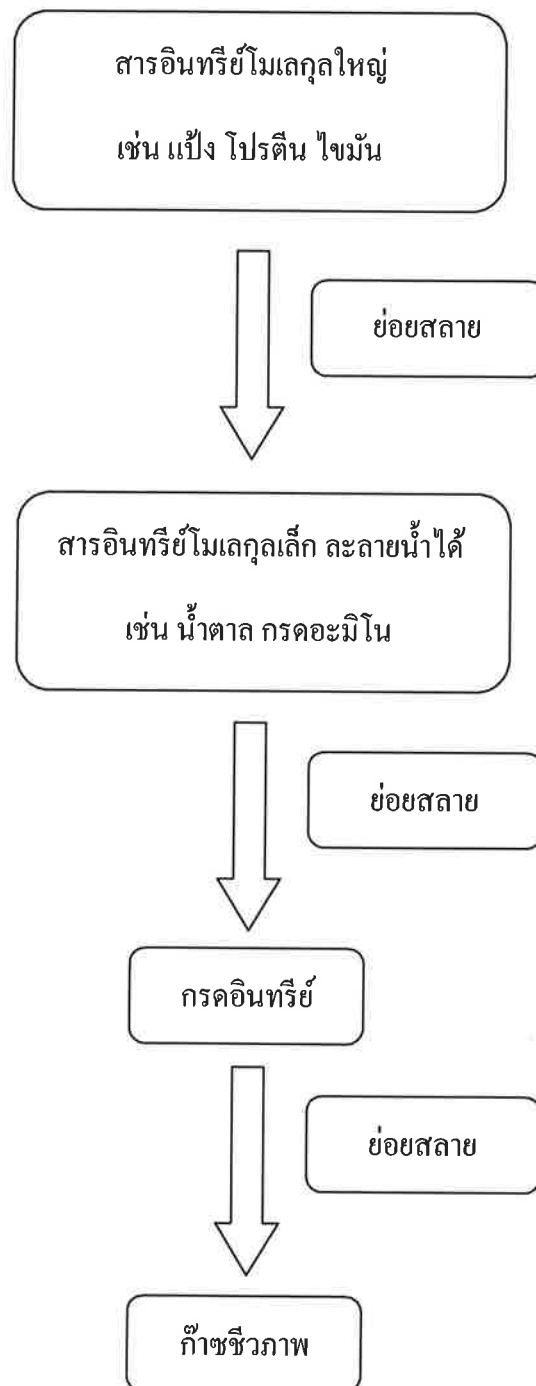 สารอินทรีย์โมเลกุลใหญ่
เช่น แป้ง โปรตีน ไขมัน
ย่อยสลาย
สารอินทรีย์โมเลกุลเล็ก ละลายน้ำได้
เช่น น้ำตาล กรดอะมิโน
ย่อยสลาย
กรดอินทรีย์
ย่อยสลาย
ก๊าซชีวภาพ